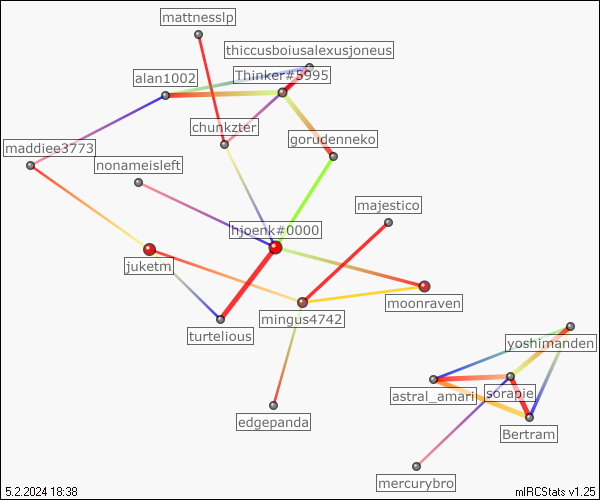 mattnesslp
thiccusboiusalexusjoneus
Thinker#5995
alan1002
chunkzter
gorudenneko
maddiee3773
nonameisleft
majestico
hjoenk#0000
juketm
moonraven
mingus4742
turtelious
yoshimanden
astral_amarii
sorapie
edgepanda
Bertram
mercurybro
5.2.2024 18:38
mIRCStats v1.25